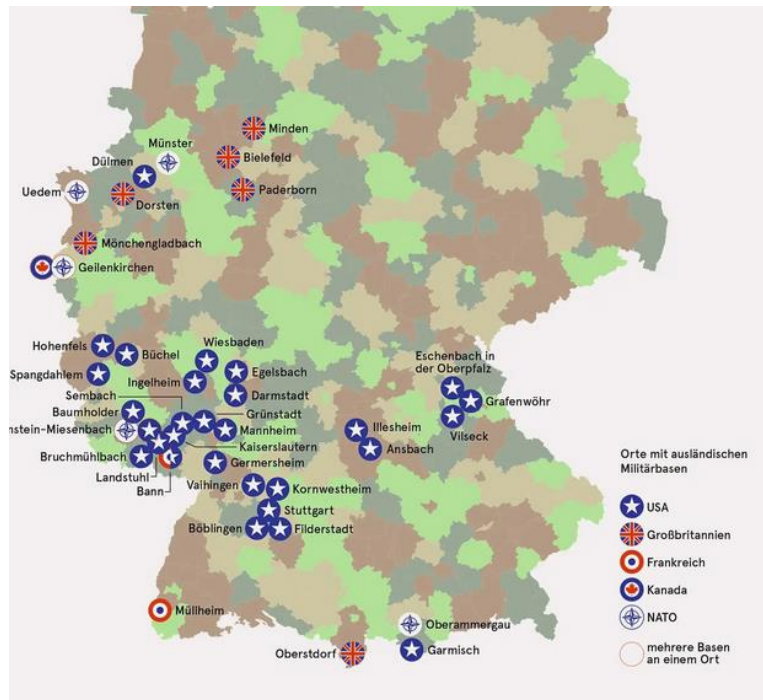 Minden
Münster
Bielefeld
Dülmen
Uedem
Paderborn
Dorsten
Mönchengladbach
Geilenkirchen
Hohenfels
Büchel
Wiesbaden
Spangdahlem
Ingelheim
Egelsbach
Eschenbach in
der Oberpfalz
Sembach
Darmstadt
Grafenwöhr
Baumholder
Grünstadt
Illesheim
Vilseck
nstein-Miesenbach
Mannheim
Kaiserslautern
Ansbach
Bruchmühlbach
Germersheim
Landstuhl
Bann
Vaihingen
Kornwestheim
Stuttgart
Böblingen
Filderstadt
Müllheim
Oberammergau
Oberstdorf
Garmisch
Orte mit ausländischen
Militärbasen
USA
Großbritannien
Frankreich
Kanada
NATO
mehrere Basen
an einem Ort